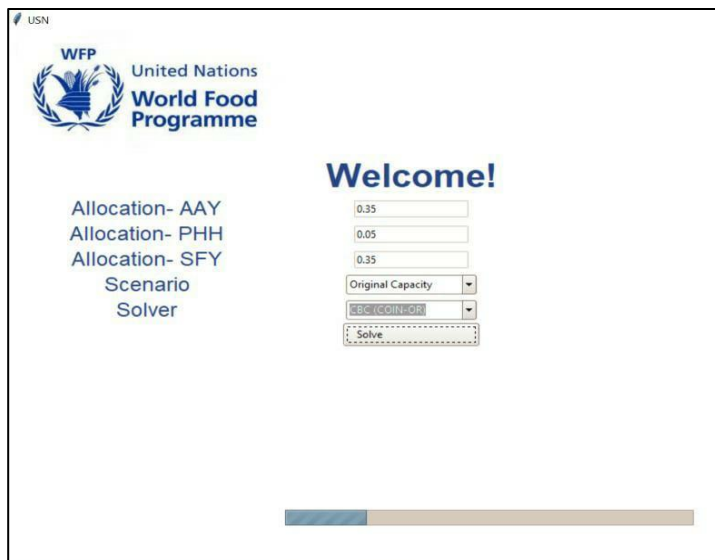 USN
WFP
United Nations
World Food
Programme
Welcome!
Allocation- AAY 0.35
Allocation- PHH 0.05
Allocation- SFY 0.35
Scenario Original Capacity
Solver CBC (COIN-OR)
Solve